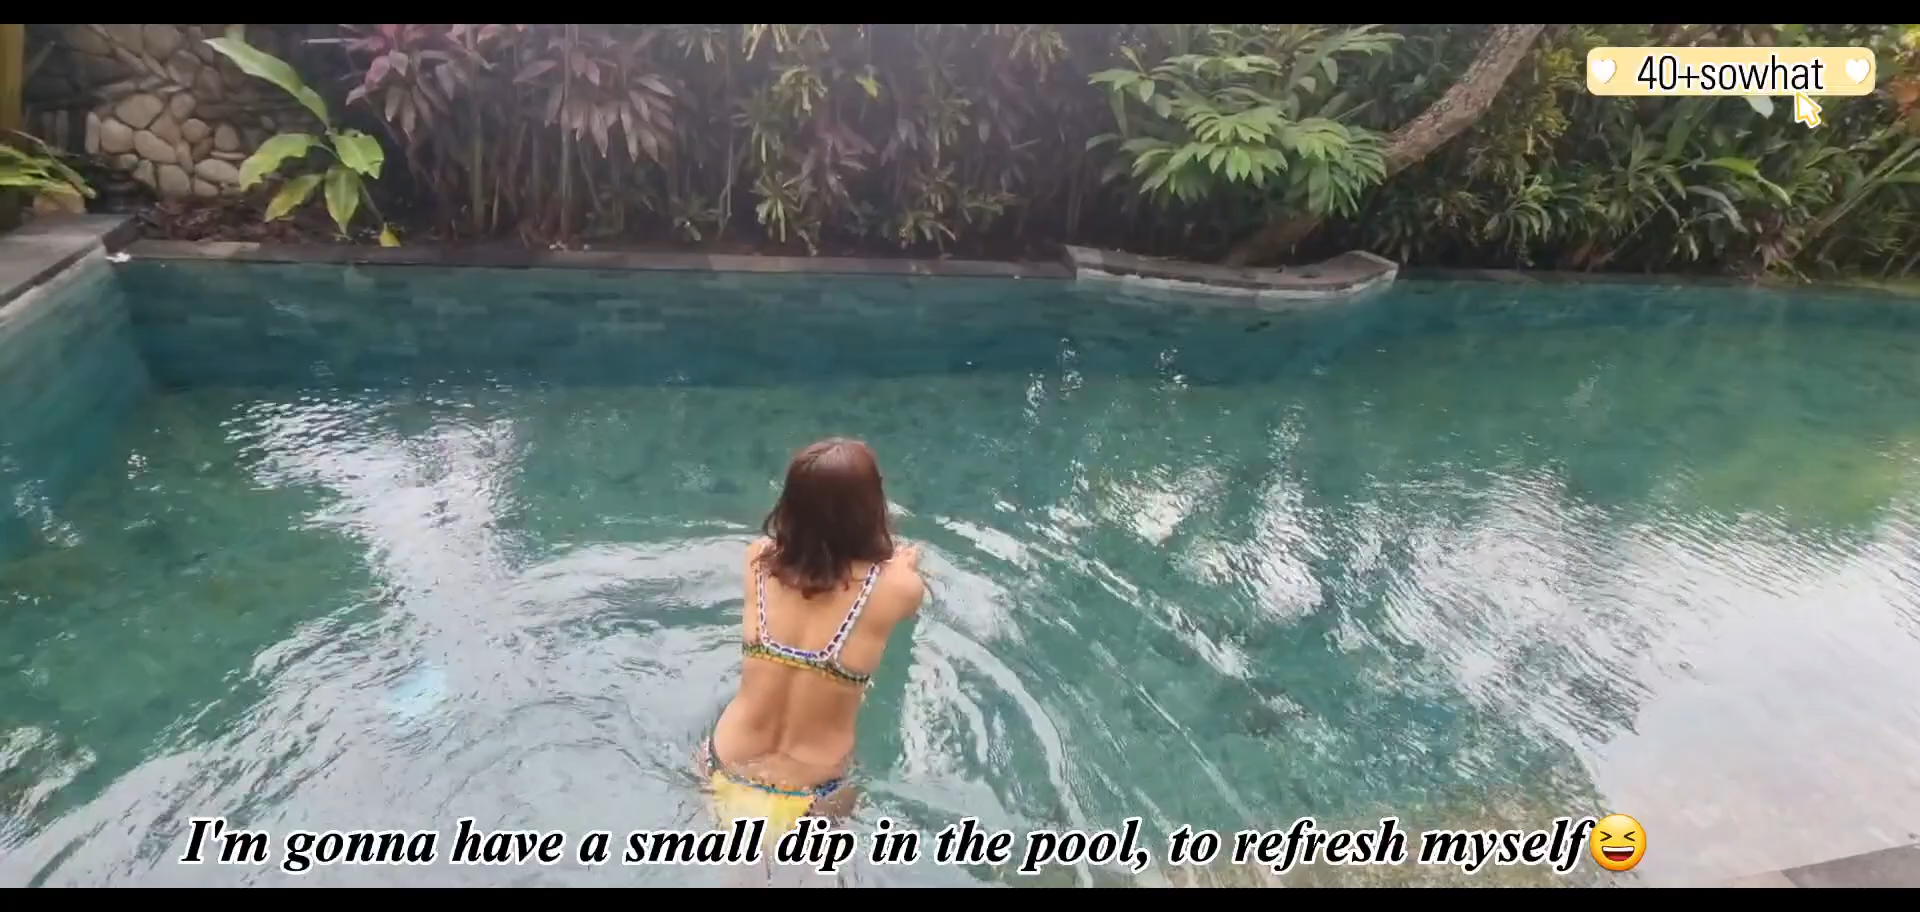 40+sowhat
I'm gonna have a small dip in the pool, to refresh myself😆